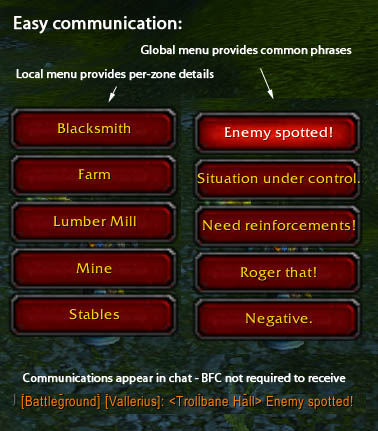 Easy communication:
Global menu provides common phrases
Local menu provides per-zone details
Blacksmith
Farm
Lumber Mill
Mine
Stables
Enemy spotted!
Situation under control.
Need reinforcements!
Roger that!
Negative.
Communications appear in chat - BFC not required to receive
[Battleground] [Vallerius]: <Trollbane Hall> Enemy spotted!